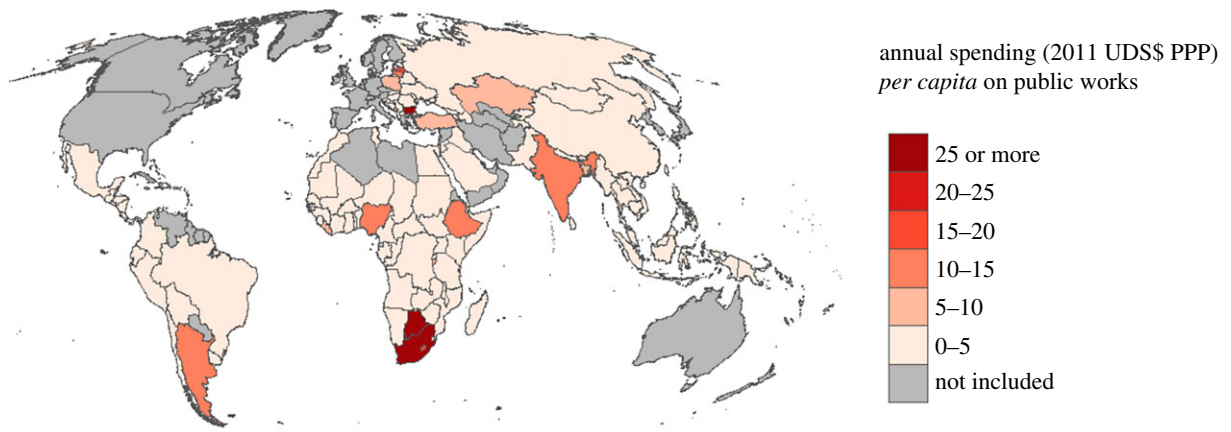 annual spending (2011 UDS$ PPP)
per capita on public works
25 or more
20–25
15–20
10–15
5–10
0–5
not included